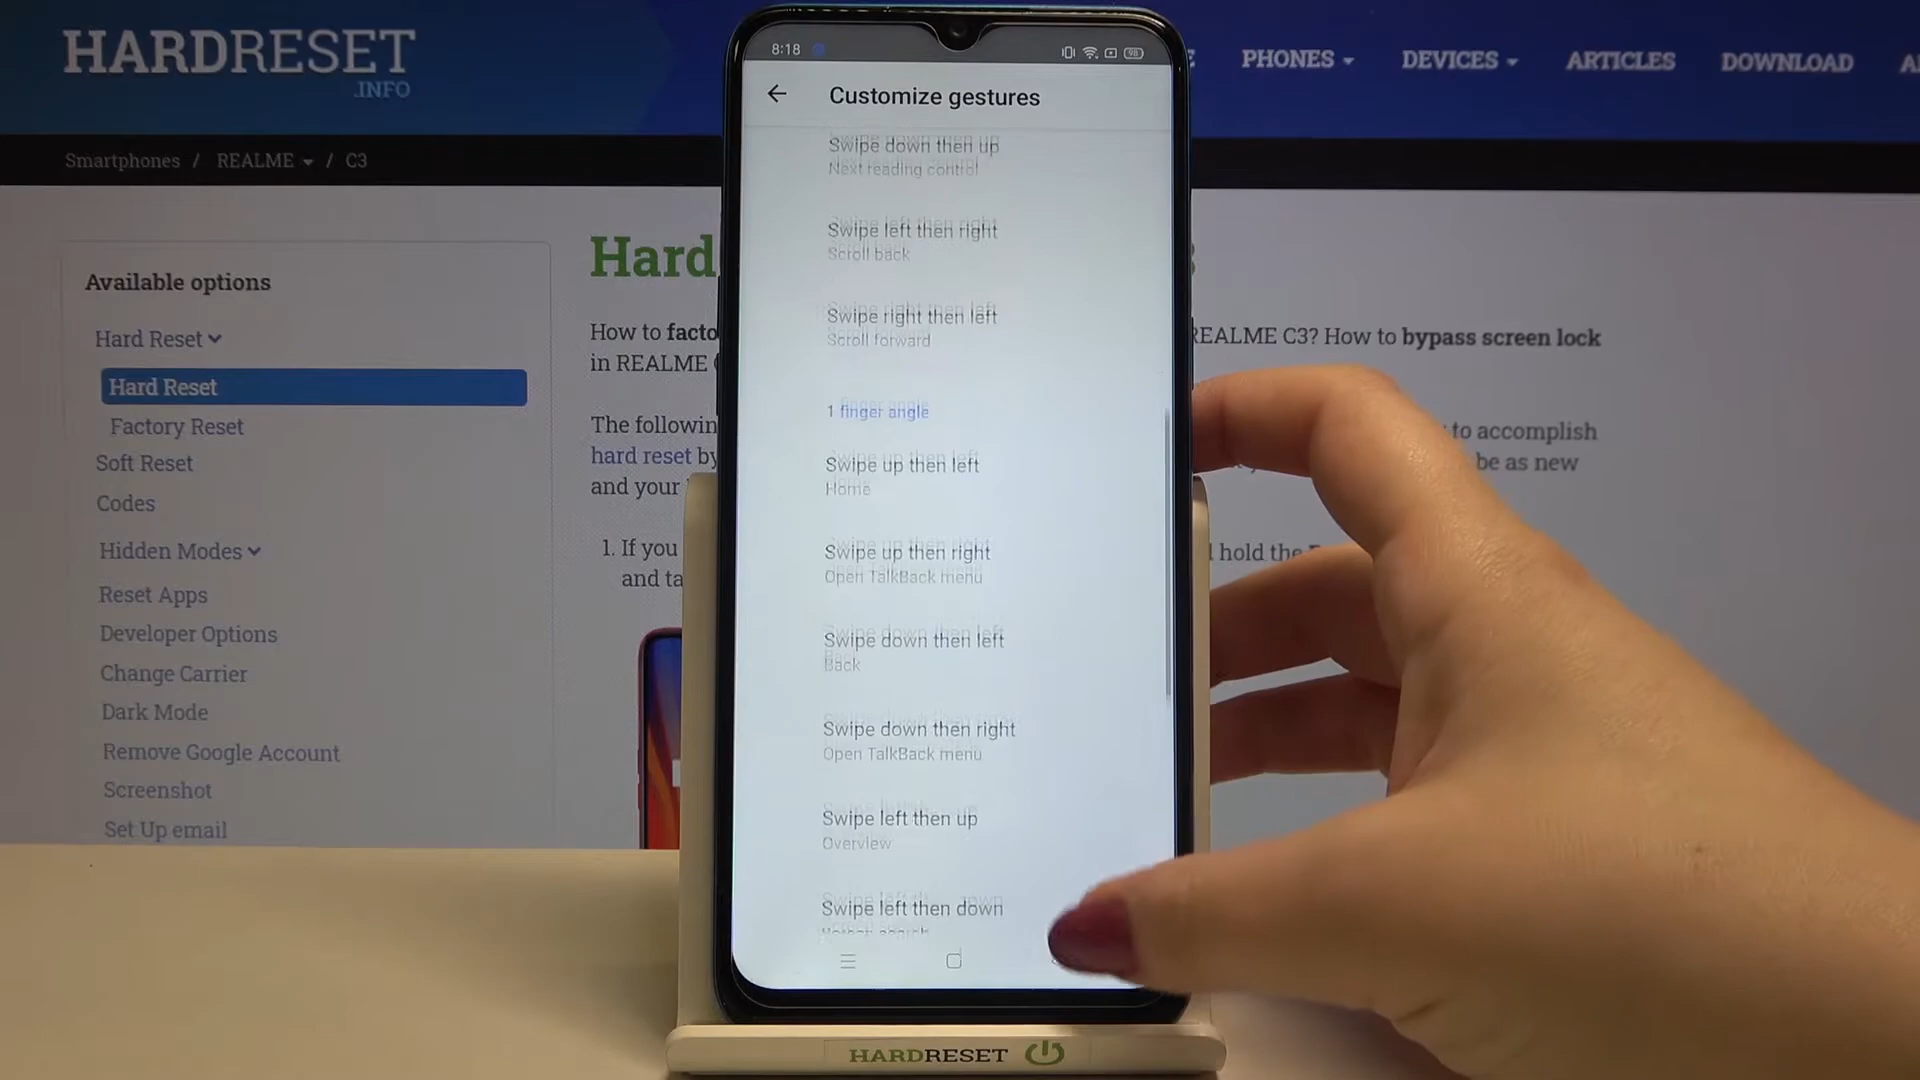 HARDRESET
.INFO
PHONES
DEVICES
ARTICLES
DOWNLOAD
Smartphones / REALME / C3
Available options
Hard Reset
Hard Reset
Factory Reset
Soft Reset
Codes
Hidden Modes
Reset Apps
Developer Options
Change Carrier
Dark Mode
Remove Google Account
Screenshot
Set Up email
Hard
How to
REALME C3? How to bypass screen lock
in REALME
The following
to accomplish
hard reset by
be as new
and your
1. If you
hold the
and
8:18
98
Customize gestures
Swipe down then up
Next reading control
Swipe left then right
Scroll back
Swipe right then left
Scroll forward
1 finger angle
Swipe up then left
Home
Swipe up then right
Open TalkBack menu
Swipe down then left
Back
Swipe down then right
Open TalkBack menu
Swipe left then up
Overview
Swipe left then down
HARDRESET